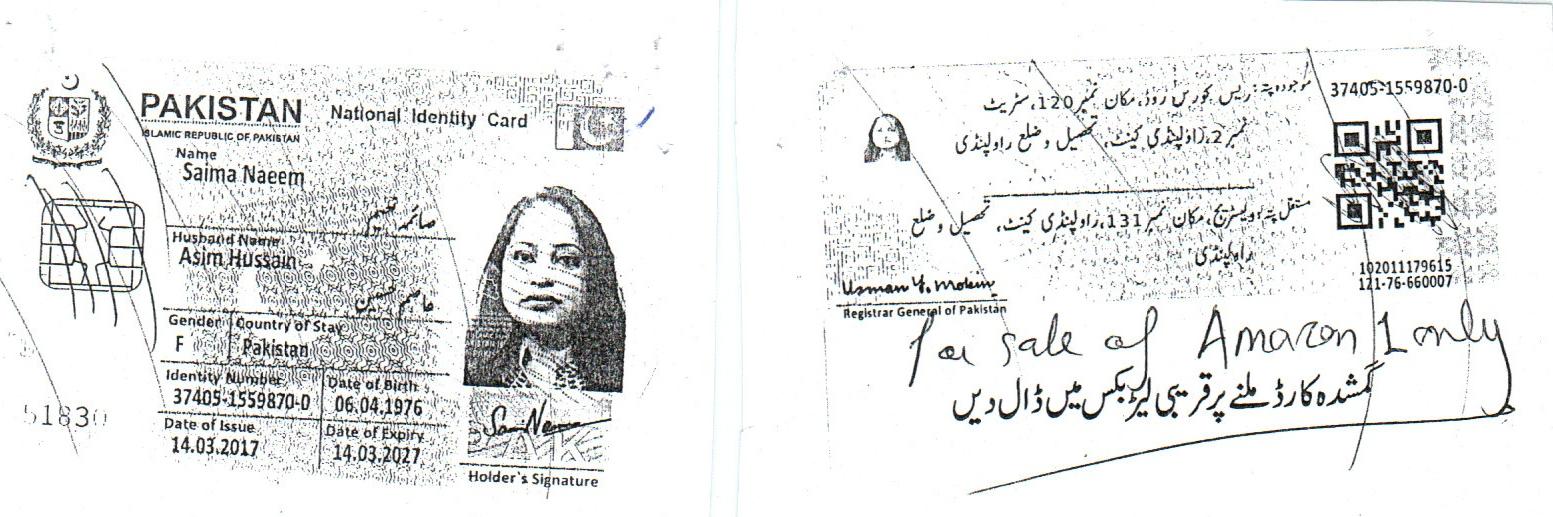 PAKISTAN National Identity Card
ISLAMIC REPUBLIC OF PAKISTAN
Name
Saima Naeem
صائمہ نعیم
Husband Name
Asim Hussain
عاصم حسین
Gender Country of Stay
F Pakistan
Identity Number Date of Birth
37405-1559870-0 06.04.1976
Date of Issue Date of Expiry
14.03.2017 14.03.2027
Holder's Signature
51830
37405-1559870-0
موجودہ پتہ: ریس کورس روڈ، مکان نمبر 120، سٹریٹ
نمبر 2، راولپنڈی کینٹ، تحصیل و ضلع راولپنڈی
مستقل پتہ: ویسٹریج، مکان نمبر 131، راولپنڈی کینٹ، تحصیل و ضلع
راولپنڈی
102011179615
121-76-660007
Usman Y. Mobin
Registrar General of Pakistan
For sale of Amazon 1 only
گمشدہ کارڈ ملنے پر قریبی لیٹر بکس میں ڈال دیں